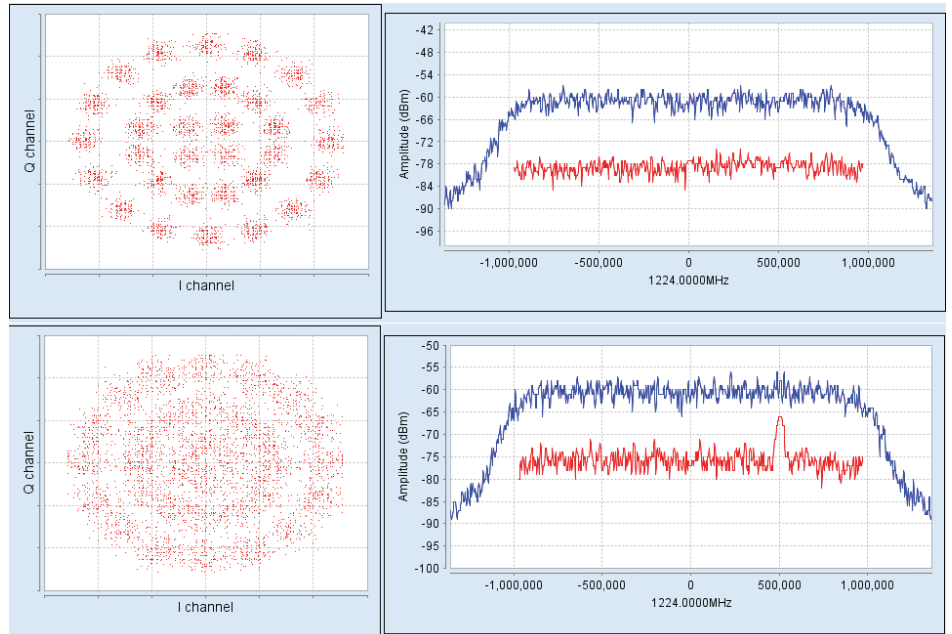 Q channel
I channel
Amplitude (dBm)
-42
-48
-54
-60
-66
-72
-78
-84
-90
-96
-1,000,000 -500,000 0 500,000 1,000,000
1224.0000MHz
Q channel
I channel
Amplitude (dBm)
-50
-55
-60
-65
-70
-75
-80
-85
-90
-95
-100
-1,000,000 -500,000 0 500,000 1,000,000
1224.0000MHz